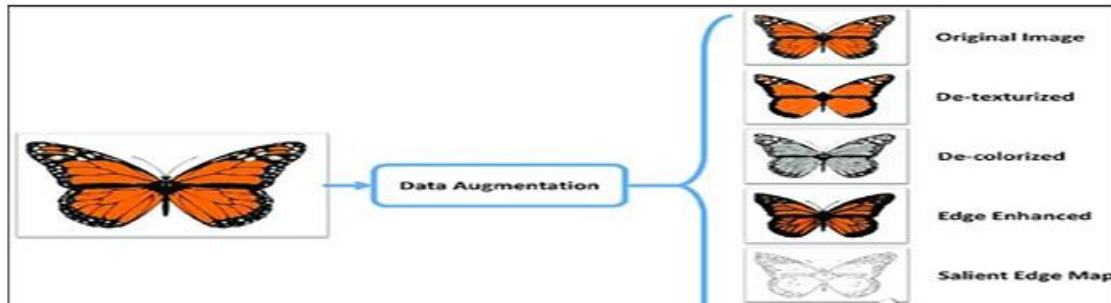 Original Image
De-texturized
De-colorized
Data Augmentation
Edge Enhanced
Salient Edge Map